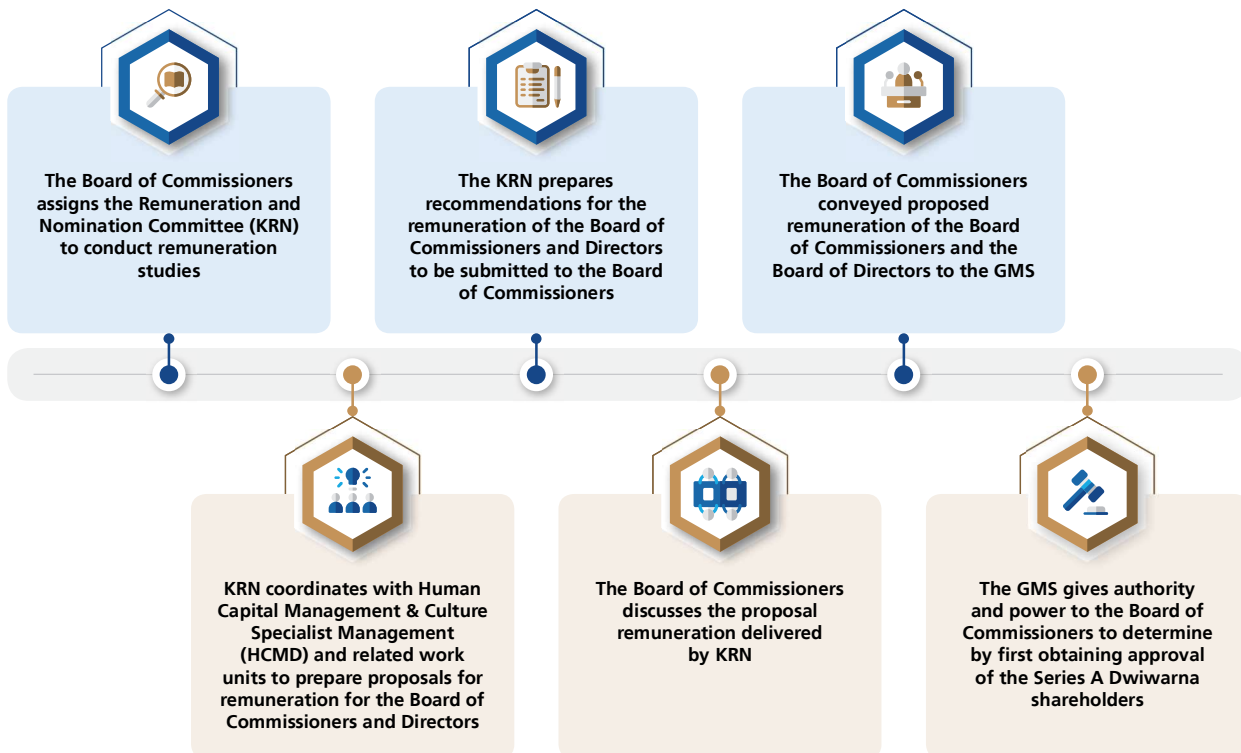 The Board of Commissioners
assigns the Remuneration and
Nomination Committee (KRN)
to conduct remuneration
studies
KRN coordinates with Human
Capital Management & Culture
Specialist Management
(HCMD) and related work
units to prepare proposals for
remuneration for the Board of
Commissioners and Directors
The KRN prepares
recommendations for the
remuneration of the Board of
Commissioners and Directors
to be submitted to the Board
of Commissioners
The Board of Commissioners
discusses the proposal
remuneration delivered
by KRN
The Board of Commissioners
conveyed proposed
remuneration of the Board
of Commissioners and the
Board of Directors to the GMS
The GMS gives authority
and power to the Board of
Commissioners to determine
by first obtaining approval
of the Series A Dwiwarna
shareholders